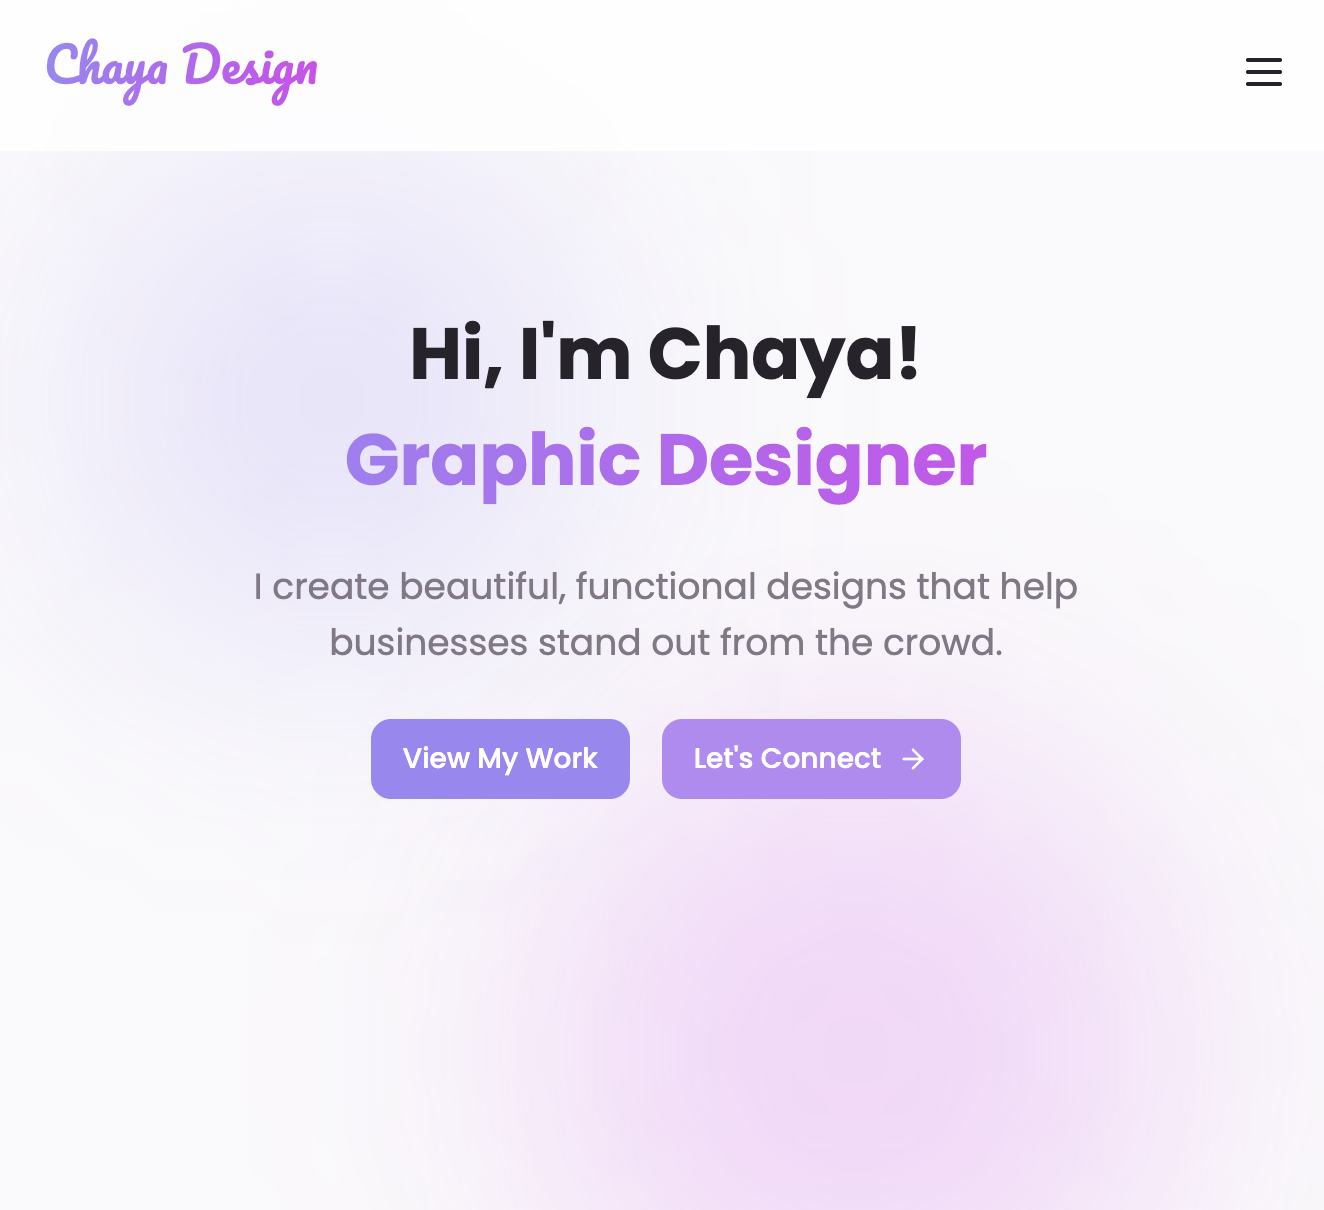 Chaya Design
Hi, I'm Chaya!
Graphic Designer
I create beautiful, functional designs that help
businesses stand out from the crowd.
View My Work
Let's Connect →